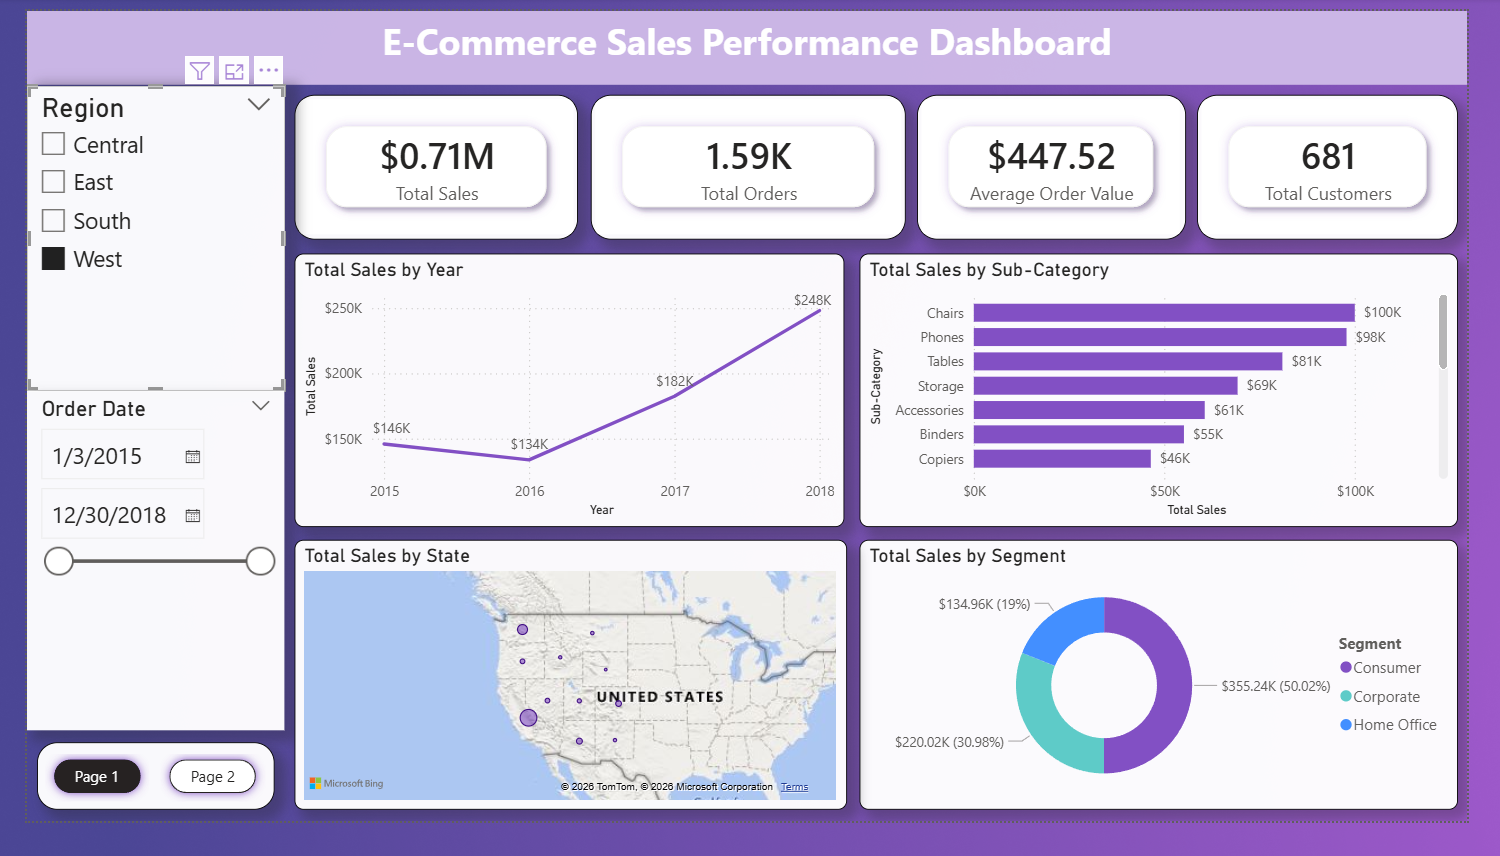 E-Commerce Sales Performance Dashboard
Region
Central
East
South
West
Order Date
1/3/2015
12/30/2018
Page 1
Page 2
$0.71M
Total Sales
1.59K
Total Orders
$447.52
Average Order Value
681
Total Customers
Total Sales by Year
Total Sales
$250K
$200K
$150K
$146K
$134K
$182K
$248K
2015
2016
2017
2018
Year
Total Sales by Sub-Category
Sub-Category
Chairs
$100K
Phones
$98K
Tables
$81K
Storage
$69K
Accessories
$61K
Binders
$55K
Copiers
$46K
$0K
$50K
$100K
Total Sales
Total Sales by State
UNITED STATES
Microsoft Bing
© 2026 TomTom, © 2026 Microsoft Corporation
Terms
Total Sales by Segment
$134.96K (19%)
$355.24K (50.02%)
$220.02K (30.98%)
Segment
Consumer
Corporate
Home Office